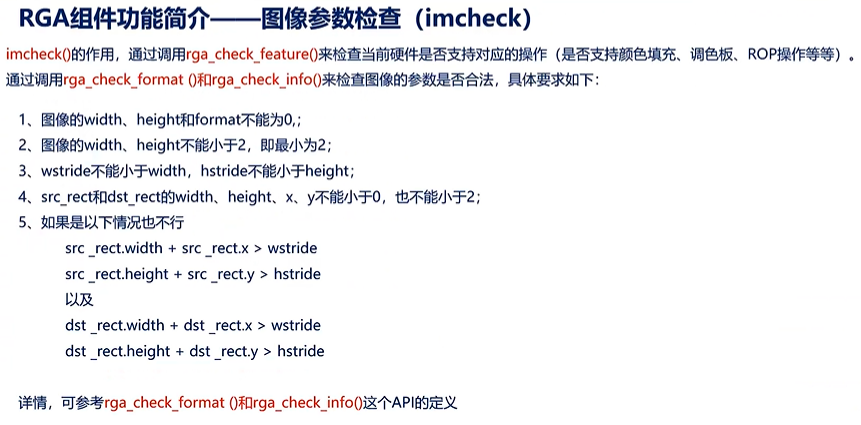 RGA组件功能简介——图像参数检查（imcheck）
imcheck()的作用，通过调用rga_check_feature()来检查当前硬件是否支持对应的操作（是否支持颜色填充、调色板、ROP操作等等）。
通过调用rga_check_format ()和rga_check_info()来检查图像的参数是否合法，具体要求如下：
1、图像的width、height和format不能为0,;
2、图像的width、height不能小于2，即最小为2；
3、wstride不能小于width，hstride不能小于height；
4、src_rect和dst_rect的width、height、x、y不能小于0，也不能小于2；
5、如果是以下情况也不行
src _rect.width + src _rect.x > wstride
src _rect.height + src _rect.y > hstride
以及
dst _rect.width + dst _rect.x > wstride
dst _rect.height + dst _rect.y > hstride
详情，可参考rga_check_format ()和rga_check_info()这个API的定义